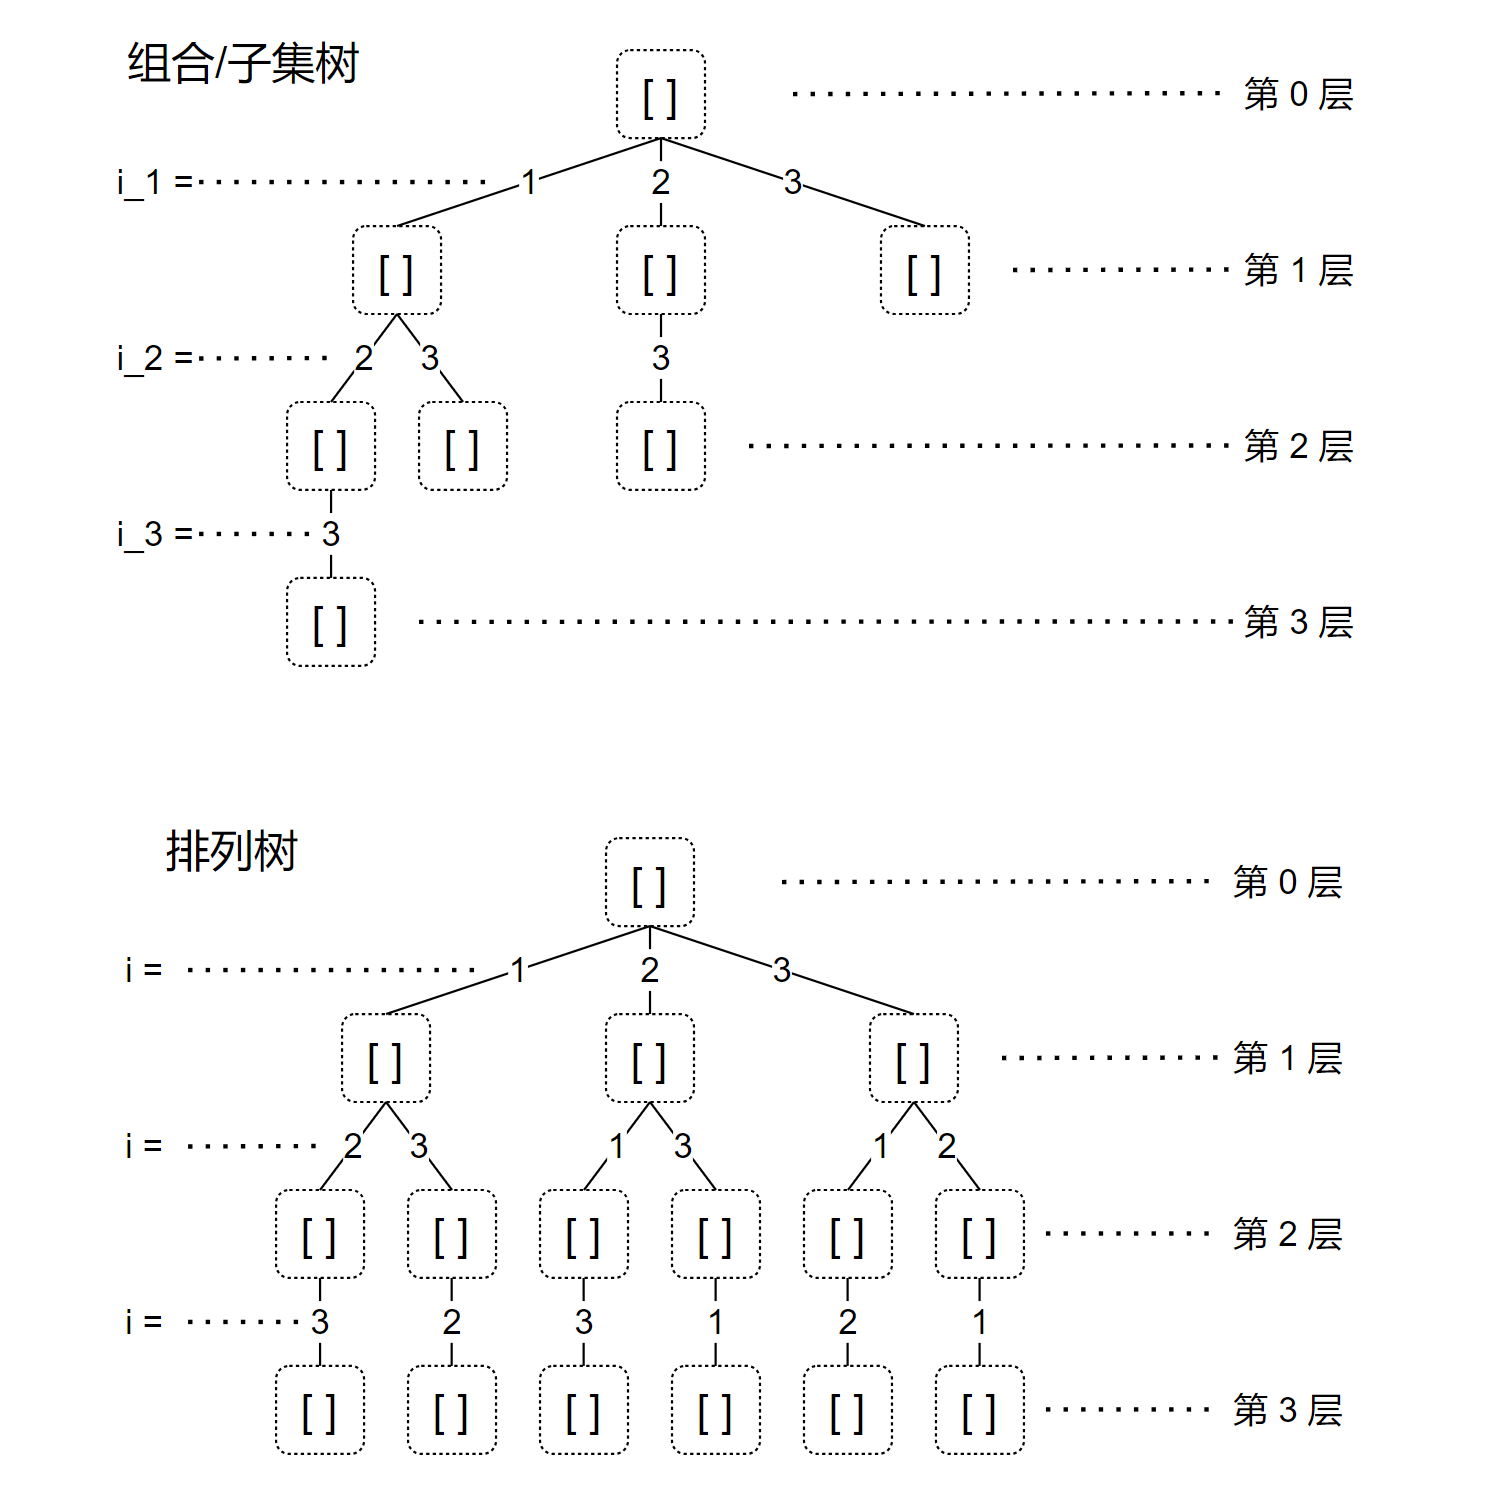 组合/子集树
[ ] 第 0 层
i_1 = 1 2 3
[ ] [ ] [ ] 第 1 层
i_2 = 2 3 3
[ ] [ ] [ ] 第 2 层
i_3 = 3
[ ] 第 3 层
排列树
[ ] 第 0 层
i = 1 2 3
[ ] [ ] [ ] 第 1 层
i = 2 3 1 3 1 2
[ ] [ ] [ ] [ ] [ ] [ ] 第 2 层
i = 3 2 3 1 2 1
[ ] [ ] [ ] [ ] [ ] [ ] 第 3 层